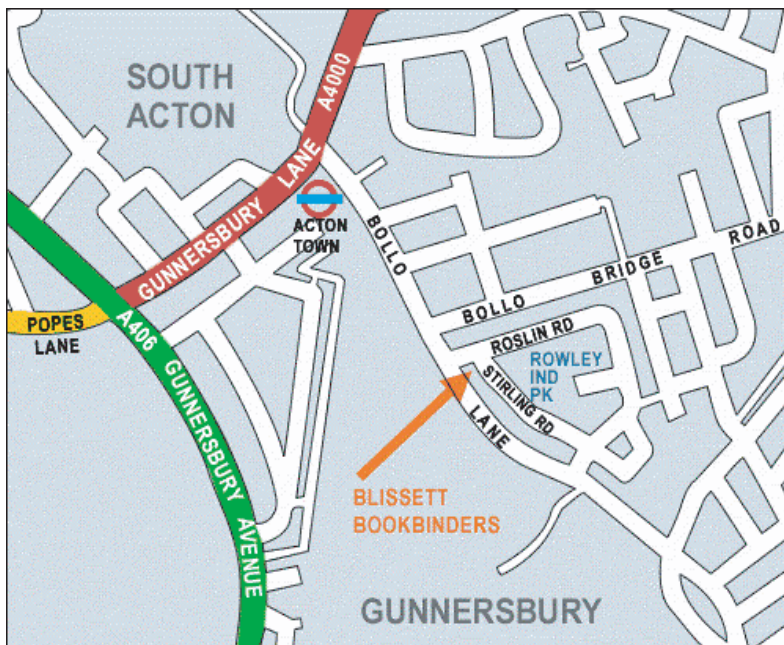 SOUTH
ACTON
GUNNERSBURY LANE A4000
ACTON
TOWN
BOLLO LANE
BOLLO BRIDGE ROAD
POPES
LANE
A406 GUNNERSBURY AVENUE
ROSLIN RD
ROWLEY
IND
PK
STIRLING RD
BLISSETT
BOOKBINDERS
GUNNERSBURY